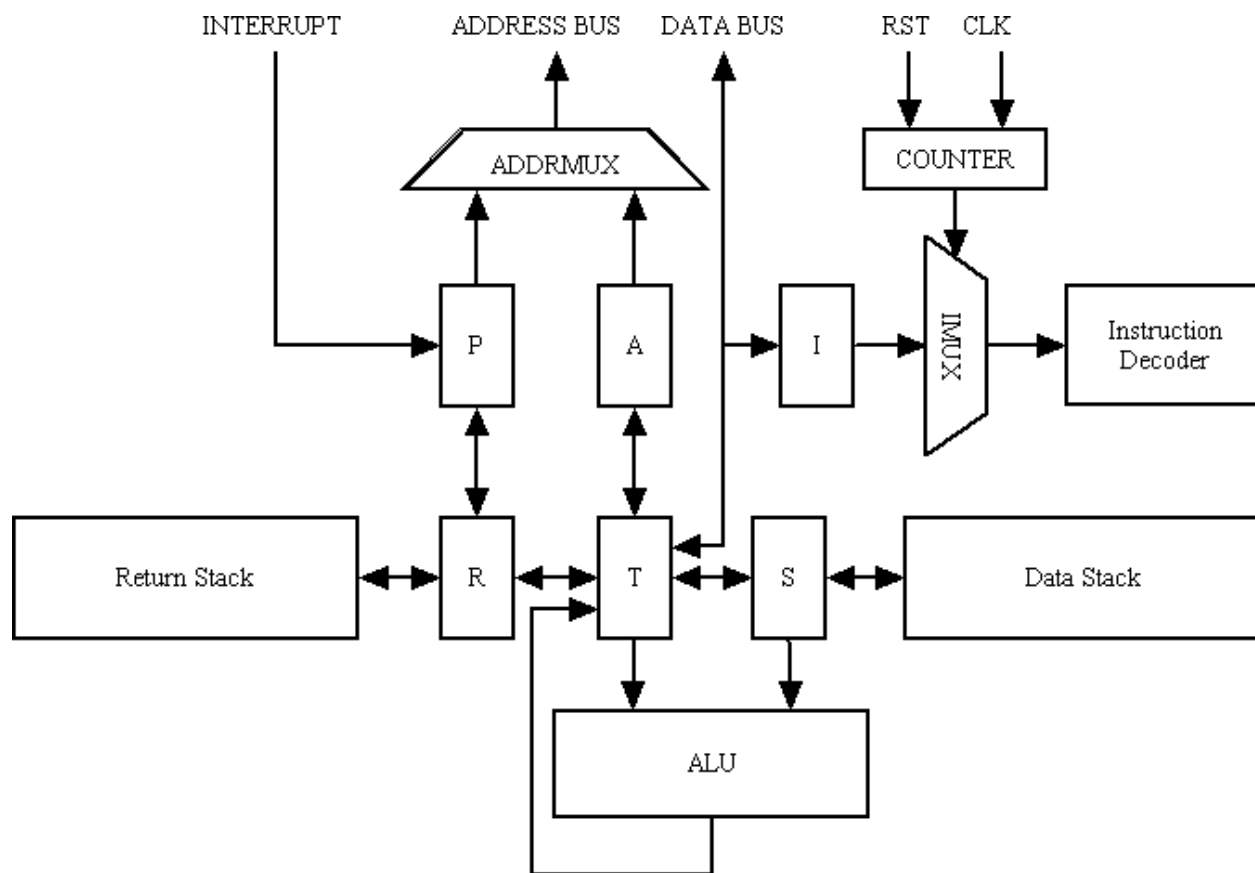 INTERRUPT
ADDRESS BUS
DATA BUS
RST
CLK
ADDRMUX
COUNTER
P
A
I
IMUX
Instruction
Decoder
Return Stack
R
T
S
Data Stack
ALU